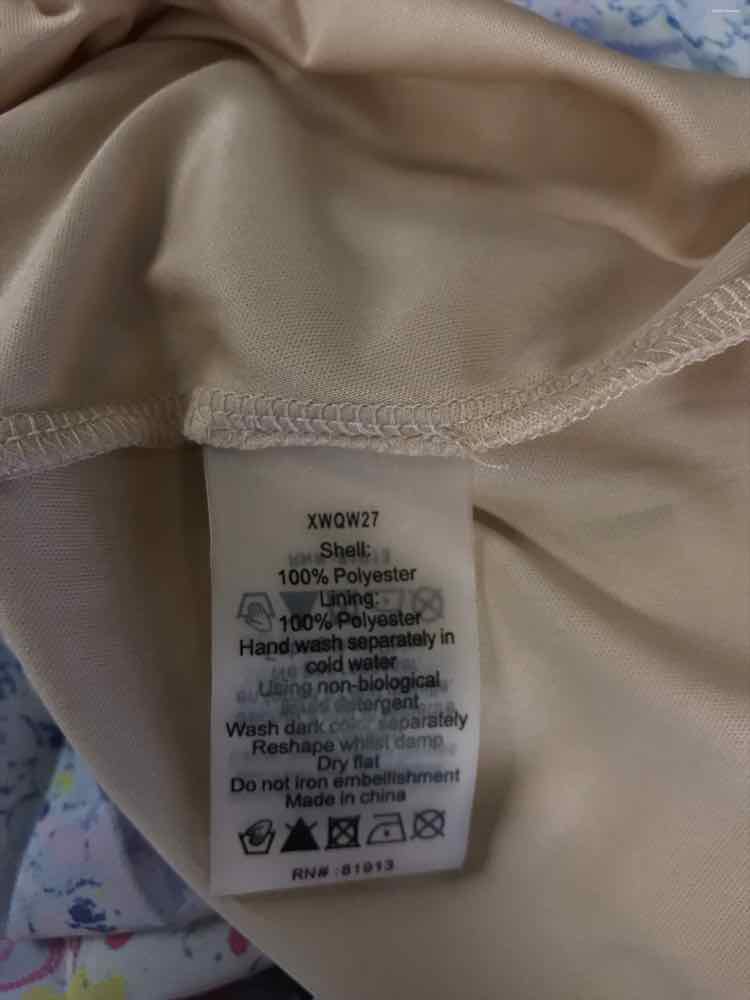 XWQW27
Shell:
100% Polyester
Lining:
100% Polyester
Hand wash separately in
cold water
Using non-biological
detergent
Wash dark color separately
Reshape whilst damp
Dry flat
Do not iron embellishment
Made in china
RN# :81913